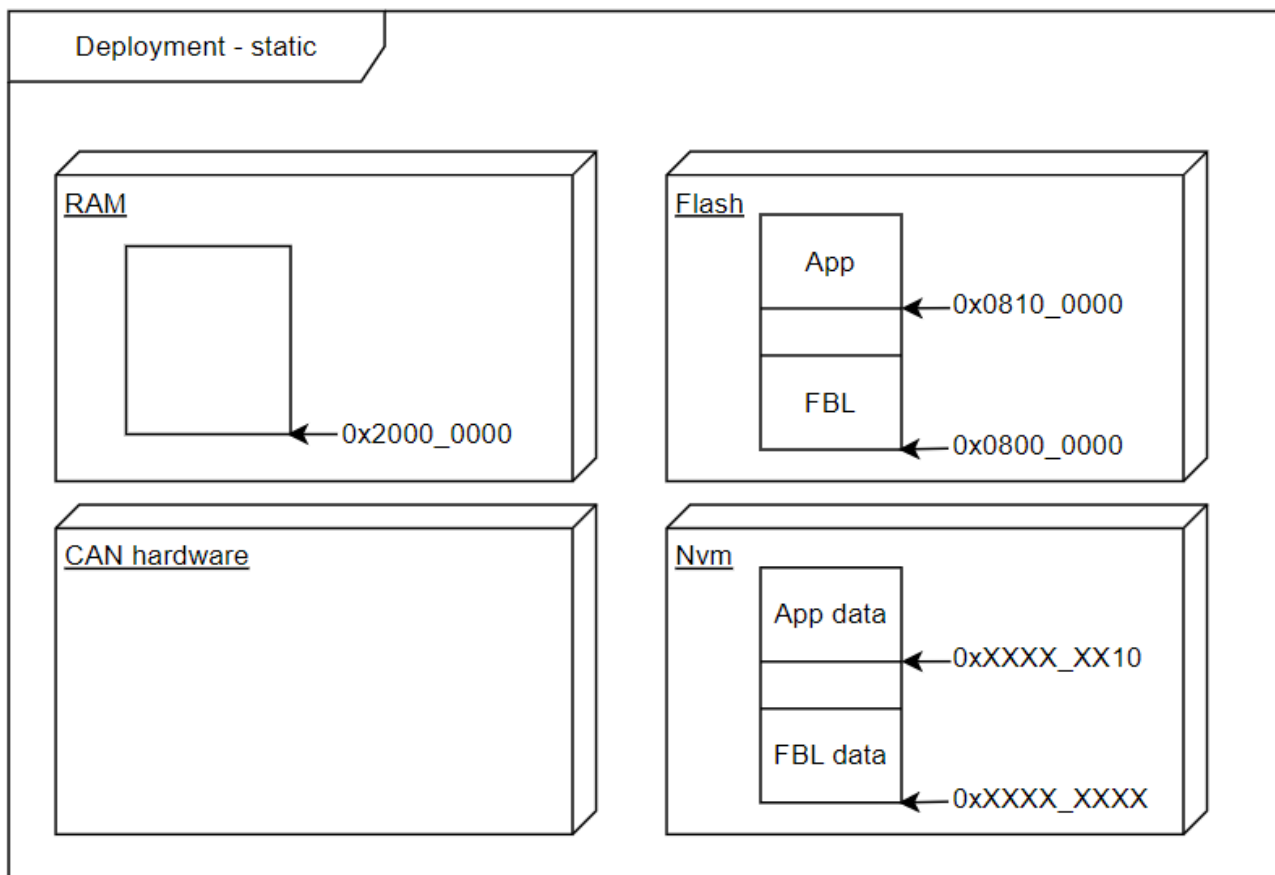 Deployment - static
RAM
0x2000_0000
Flash
App
0x0810_0000
FBL
0x0800_0000
CAN hardware
Nvm
App data
0xXXXX_XX10
FBL data
0xXXXX_XXXX